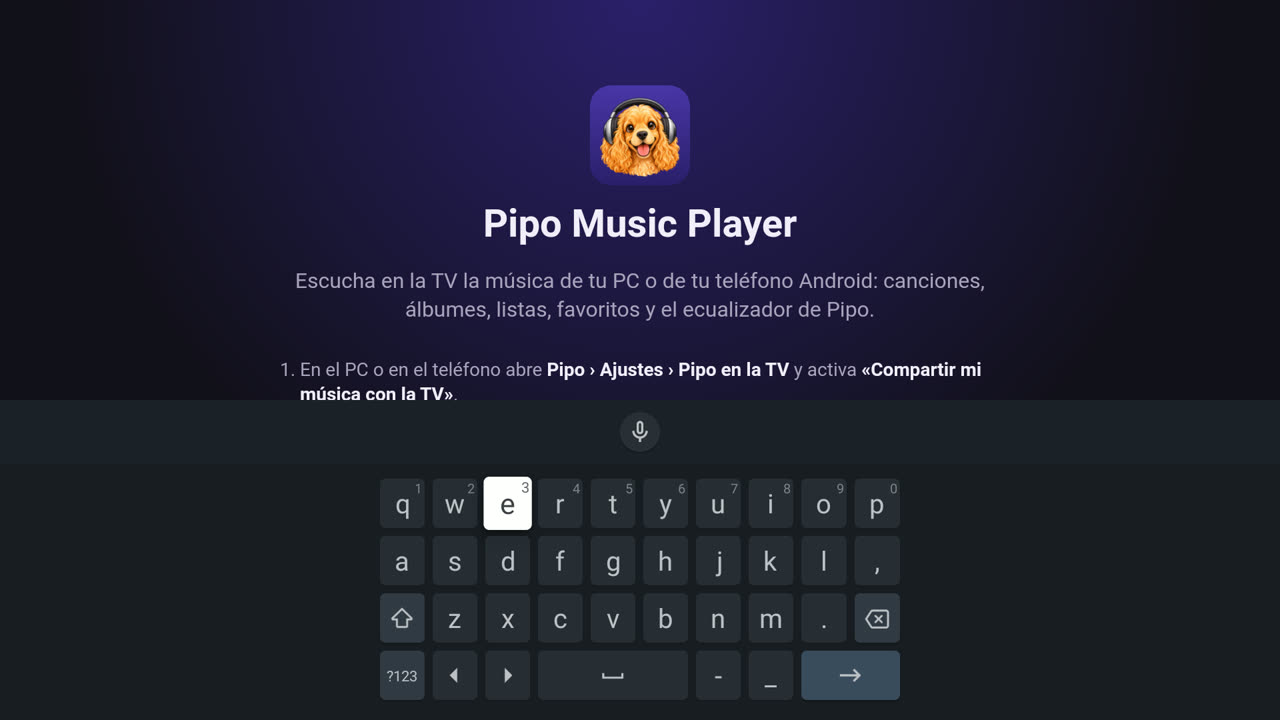 Pipo Music Player
Escucha en la TV la música de tu PC o de tu teléfono Android: canciones,
álbumes, listas, favoritos y el ecualizador de Pipo.
1. En el PC o en el teléfono abre Pipo › Ajustes › Pipo en la TV y activa «Compartir mi
música con la TV».
q 1 w 2 e 3 r 4 t 5 y 6 u 7 i 8 o 9 p 0
a s d f g h j k l ,
z x c v b n m .
?123 - _